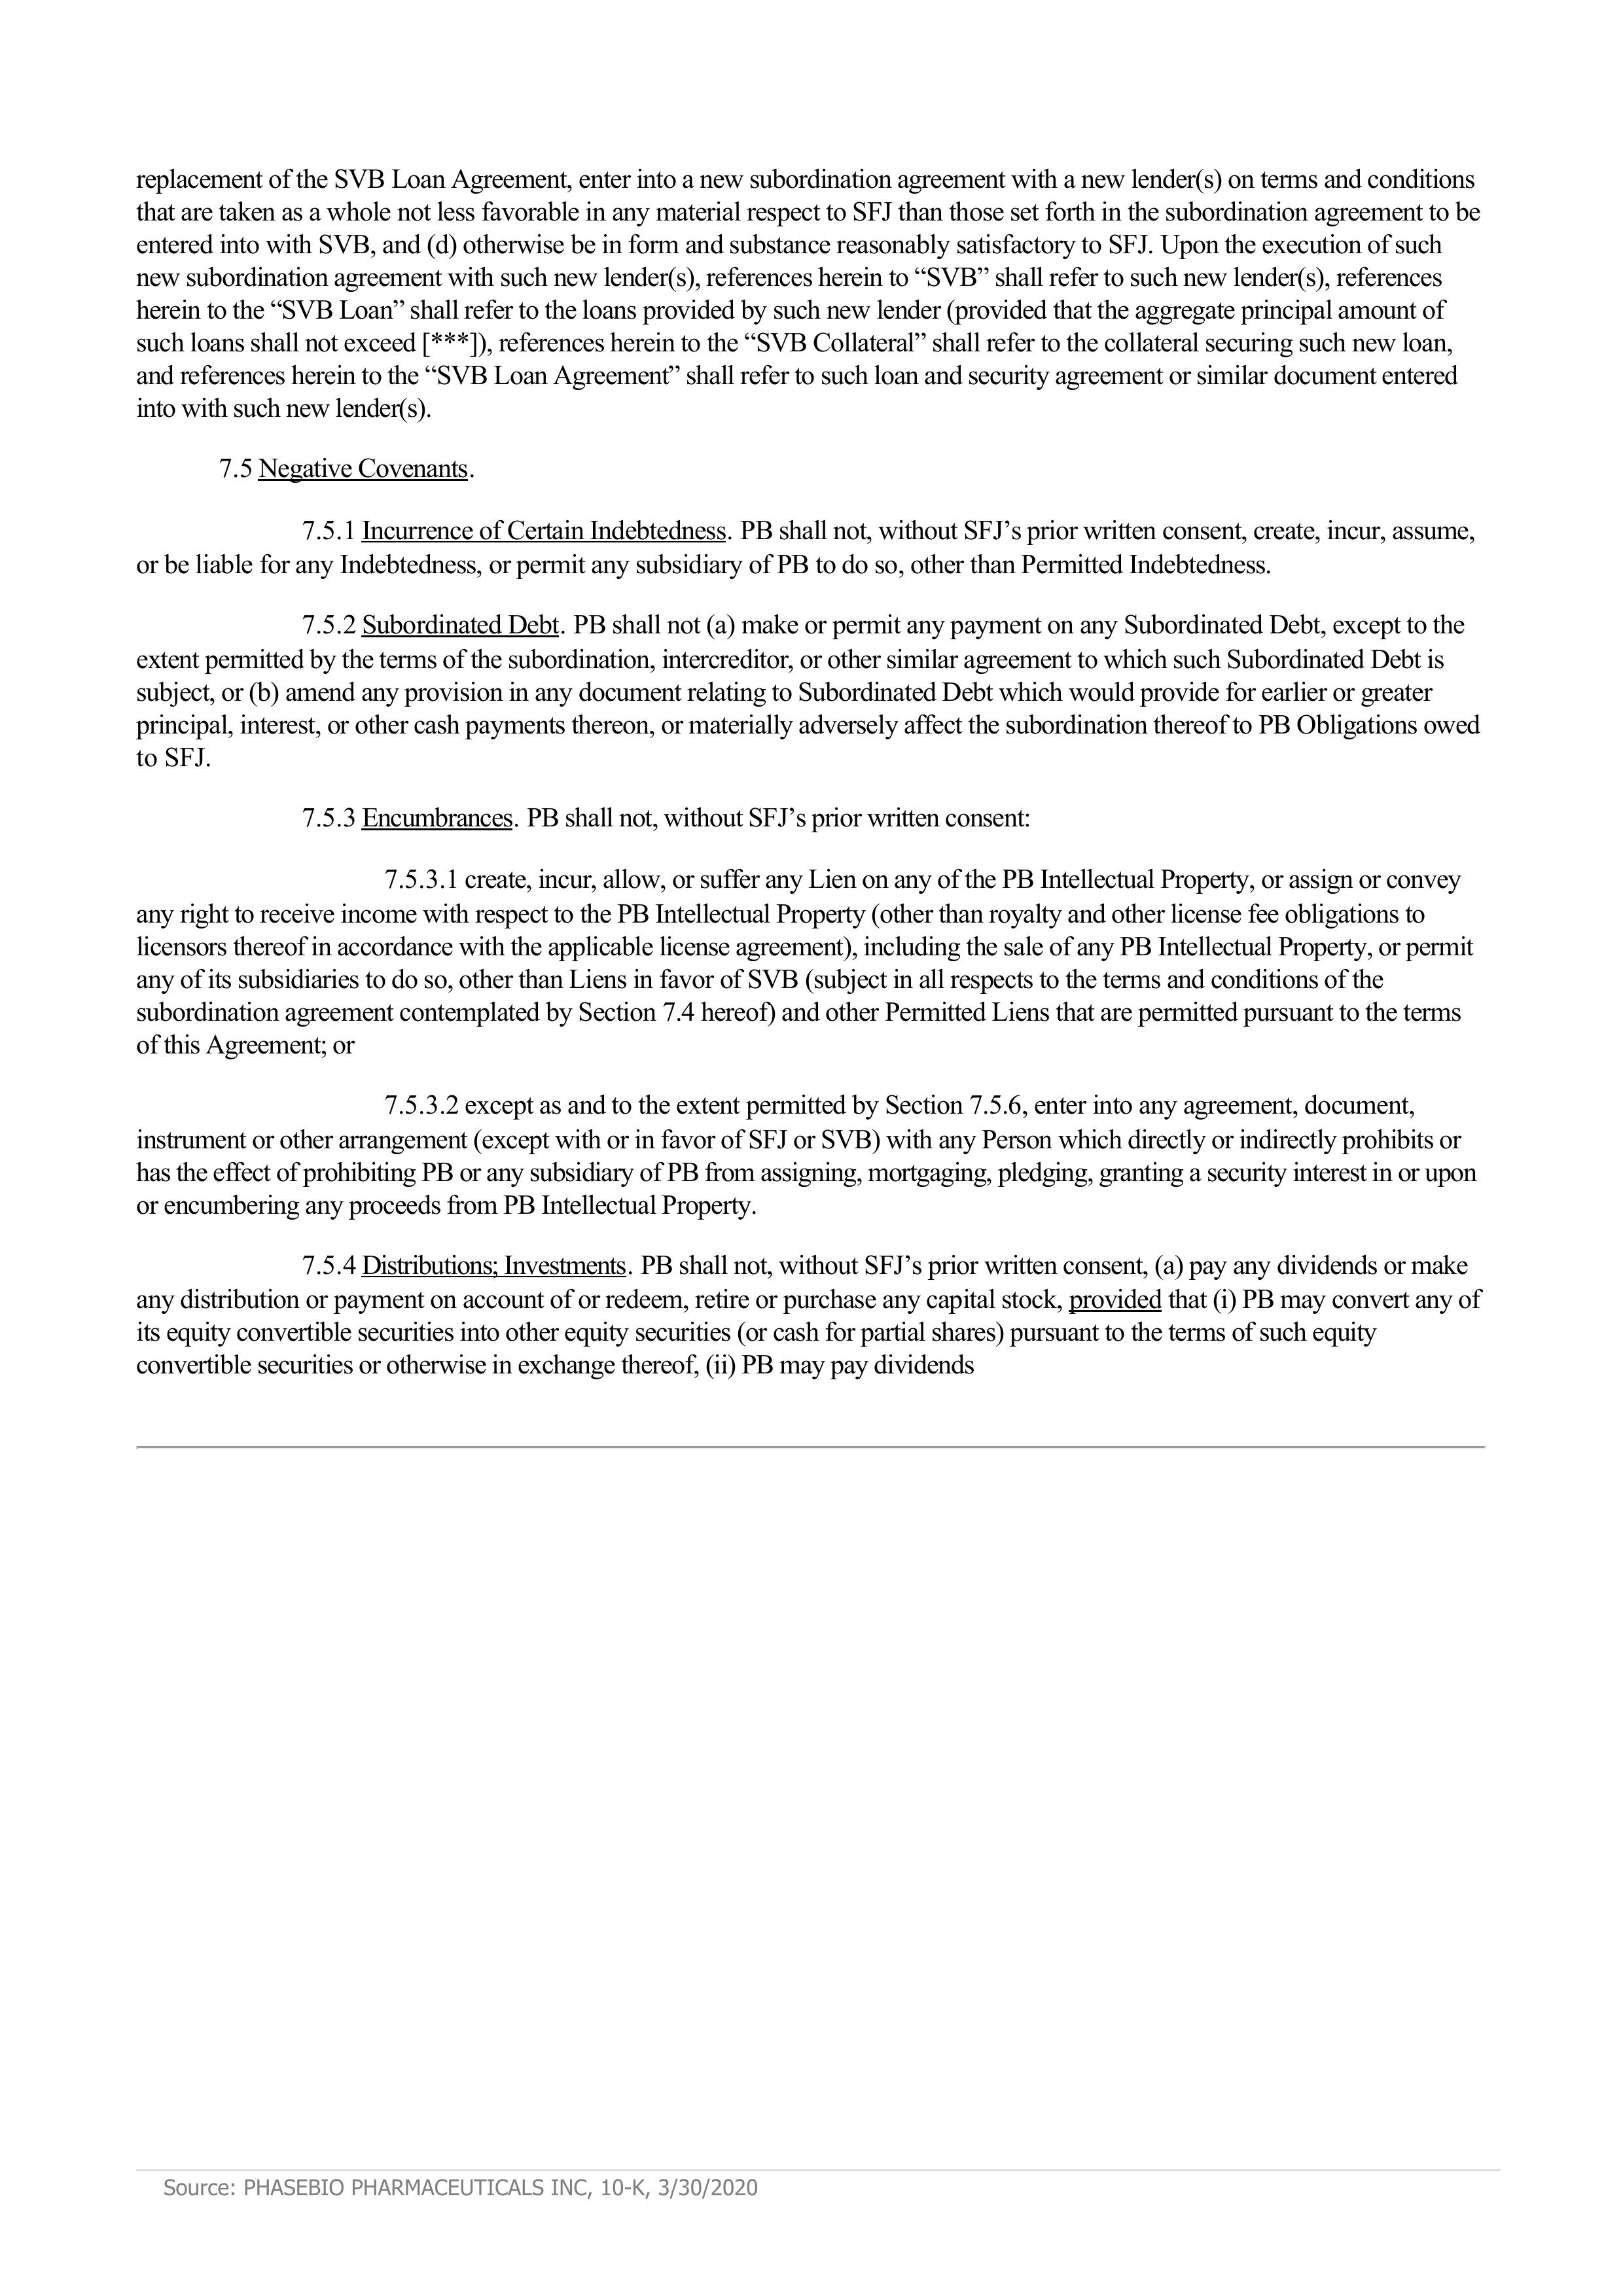 replacement of the SVB Loan Agreement, enter into a new subordination agreement with a new lender(s) on terms and conditions
that are taken as a whole not less favorable in any material respect to SFJ than those set forth in the subordination agreement to be
entered into with SVB, and (d) otherwise be in form and substance reasonably satisfactory to SFJ. Upon the execution of such
new subordination agreement with such new lender(s), references herein to “SVB” shall refer to such new lender(s), references
herein to the “SVB Loan” shall refer to the loans provided by such new lender (provided that the aggregate principal amount of
such loans shall not exceed [***]), references herein to the “SVB Collateral” shall refer to the collateral securing such new loan,
and references herein to the “SVB Loan Agreement” shall refer to such loan and security agreement or similar document entered
into with such new lender(s).
7.5 Negative Covenants.
7.5.1 Incurrence of Certain Indebtedness. PB shall not, without SFJ’s prior written consent, create, incur, assume,
or be liable for any Indebtedness, or permit any subsidiary of PB to do so, other than Permitted Indebtedness.
7.5.2 Subordinated Debt. PB shall not (a) make or permit any payment on any Subordinated Debt, except to the
extent permitted by the terms of the subordination, intercreditor, or other similar agreement to which such Subordinated Debt is
subject, or (b) amend any provision in any document relating to Subordinated Debt which would provide for earlier or greater
principal, interest, or other cash payments thereon, or materially adversely affect the subordination thereof to PB Obligations owed
to SFJ.
7.5.3 Encumbrances. PB shall not, without SFJ’s prior written consent:
7.5.3.1 create, incur, allow, or suffer any Lien on any of the PB Intellectual Property, or assign or convey
any right to receive income with respect to the PB Intellectual Property (other than royalty and other license fee obligations to
licensors thereof in accordance with the applicable license agreement), including the sale of any PB Intellectual Property, or permit
any of its subsidiaries to do so, other than Liens in favor of SVB (subject in all respects to the terms and conditions of the
subordination agreement contemplated by Section 7.4 hereof) and other Permitted Liens that are permitted pursuant to the terms
of this Agreement; or
7.5.3.2 except as and to the extent permitted by Section 7.5.6, enter into any agreement, document,
instrument or other arrangement (except with or in favor of SFJ or SVB) with any Person which directly or indirectly prohibits or
has the effect of prohibiting PB or any subsidiary of PB from assigning, mortgaging, pledging, granting a security interest in or upon
or encumbering any proceeds from PB Intellectual Property.
7.5.4 Distributions; Investments. PB shall not, without SFJ’s prior written consent, (a) pay any dividends or make
any distribution or payment on account of or redeem, retire or purchase any capital stock, provided that (i) PB may convert any of
its equity convertible securities into other equity securities (or cash for partial shares) pursuant to the terms of such equity
convertible securities or otherwise in exchange thereof, (ii) PB may pay dividends
Source: PHASEBIO PHARMACEUTICALS INC, 10-K, 3/30/2020